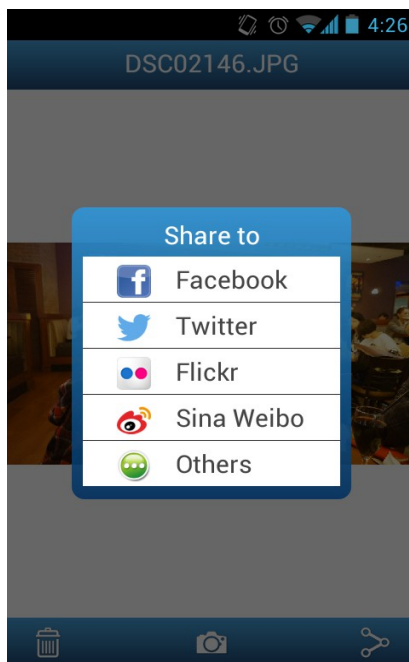 4:26
DSC02146.JPG
Share to
Facebook
Twitter
Flickr
Sina Weibo
Others